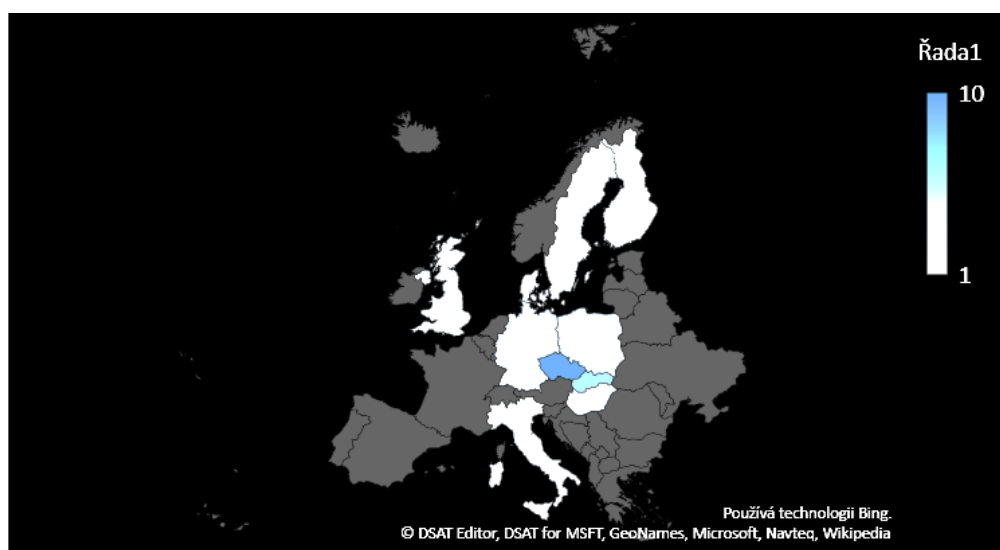 Řada1
10
1
Používá technologii Bing.
© DSAT Editor, DSAT for MSFT, GeoNames, Microsoft, Navteq, Wikipedia